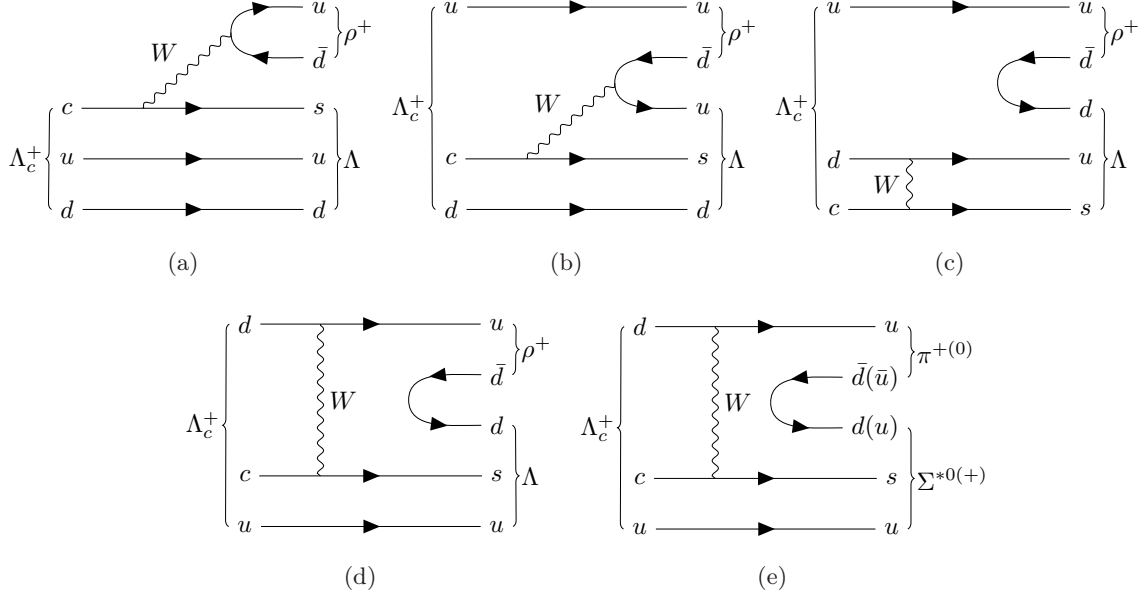 u
W
ρ⁺
d̄
c s
Λc⁺ u u Λ
d d
(a)
u u
ρ⁺
d̄
Λc⁺ W u
c s Λ
d d
(b)
u u
ρ⁺
d̄
Λc⁺ d
d u Λ
W
c s
(c)
d u
ρ⁺
d̄
Λc⁺ W d
c s Λ
u u
(d)
d u
π⁺⁽⁰⁾
d̄(ū)
Λc⁺ W d(u)
c s Σ*⁰⁽⁺⁾
u u
(e)